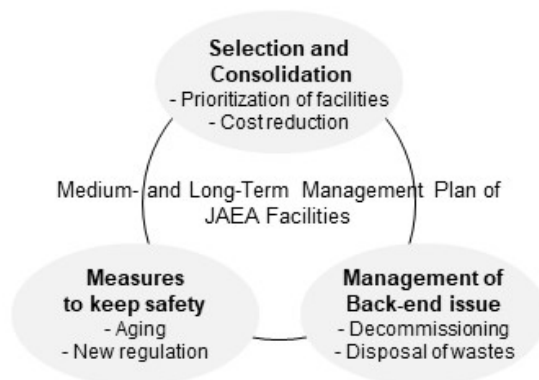 Selection and
Consolidation
- Prioritization of facilities
- Cost reduction
Medium- and Long-Term Management Plan of
JAEA Facilities
Measures
to keep safety
- Aging
- New regulation
Management of
Back-end issue
- Decommissioning
- Disposal of wastes